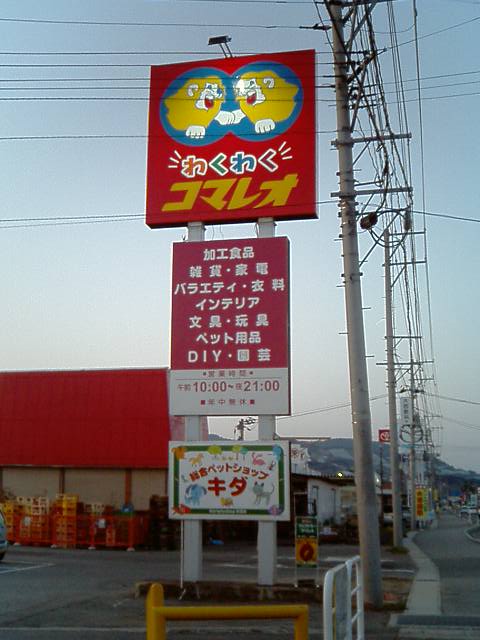 わくわく
コマレオ
加工食品
雑貨・家電
バラエティ・衣料
インテリア
文具・玩具
ペット用品
DIY・園芸
■営業時間■
午前10:00〜夜21:00
■年中無休■
総合ペットショップ
キダ